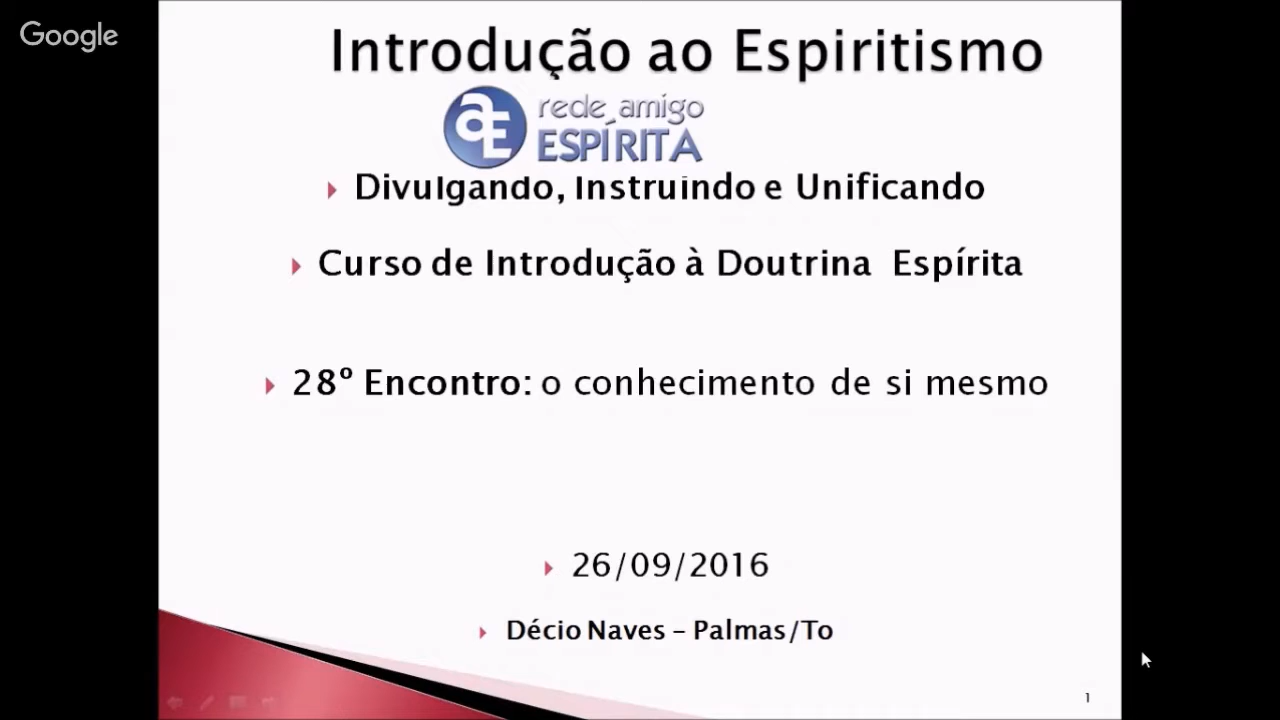 Google
Introdução ao Espiritismo
aE rede amigo
ESPÍRITA
Divulgando, Instruindo e Unificando
Curso de Introdução à Doutrina Espírita
28º Encontro: o conhecimento de si mesmo
26/09/2016
Décio Naves – Palmas/To
1